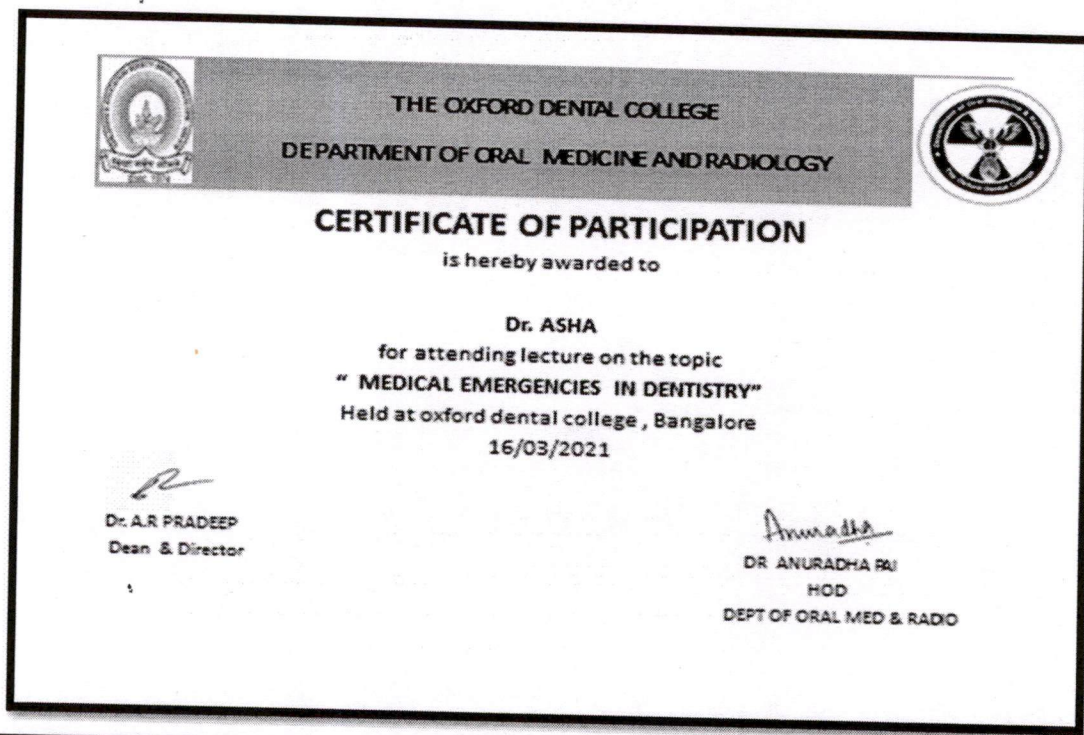 THE OXFORD DENTAL COLLEGE
DEPARTMENT OF ORAL MEDICINE AND RADIOLOGY
CERTIFICATE OF PARTICIPATION
is hereby awarded to
Dr. ASHA
for attending lecture on the topic
“ MEDICAL EMERGENCIES IN DENTISTRY”
Held at oxford dental college , Bangalore
16/03/2021
Dr. A.R PRADEEP
Dean & Director
Anuradha
DR ANURADHA PAI
HOD
DEPT OF ORAL MED & RADIO